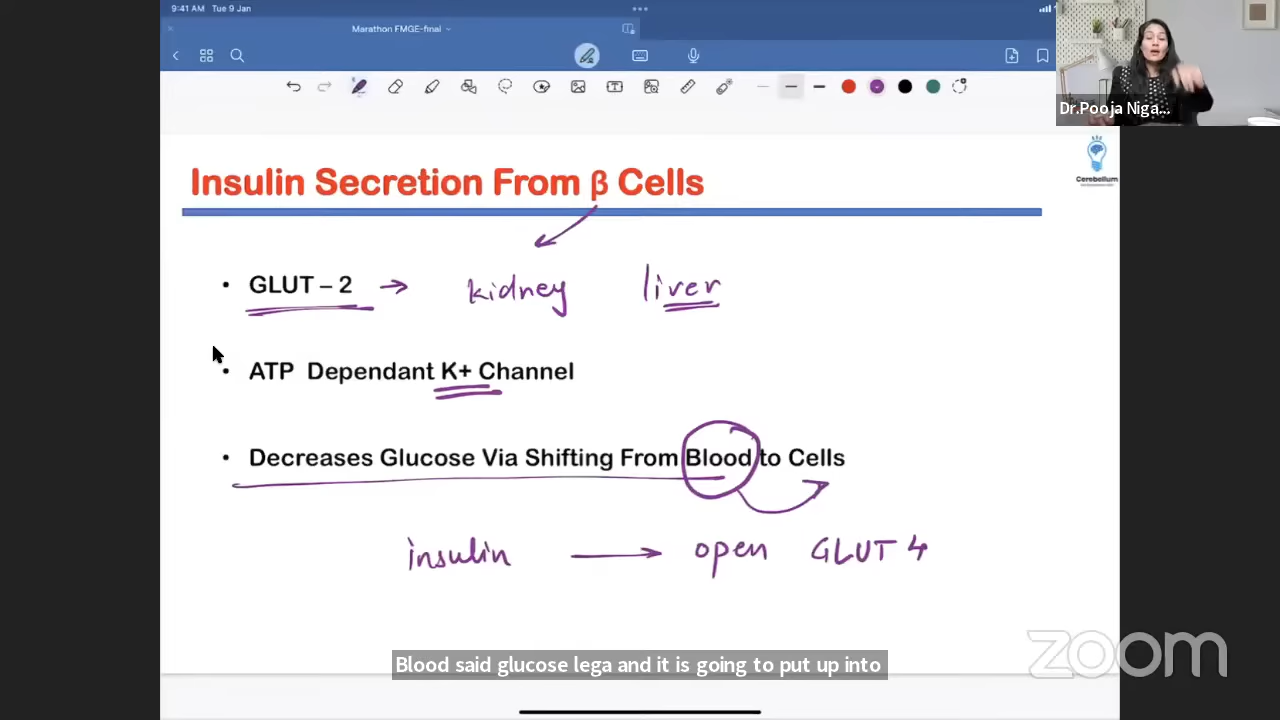 9:41 AM Tue 9 Jan
Marathon FMGE-final
Dr.Pooja Niga...
Cerebellum
Insulin Secretion From β Cells
• GLUT – 2 → kidney liver
• ATP Dependant K+ Channel
• Decreases Glucose Via Shifting From Blood to Cells
insulin → open GLUT 4
Blood said glucose lega and it is going to put up into
zoom